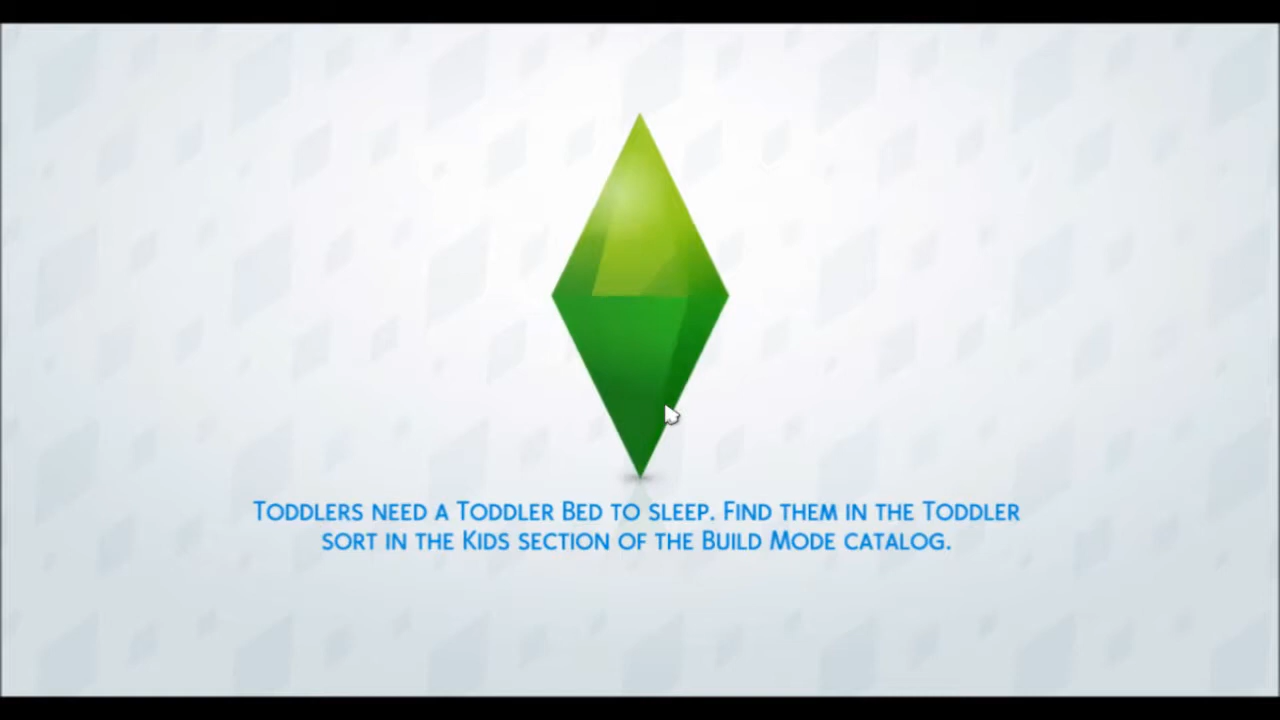 Toddlers need a Toddler Bed to sleep. Find them in the Toddler
sort in the Kids section of the Build Mode catalog.